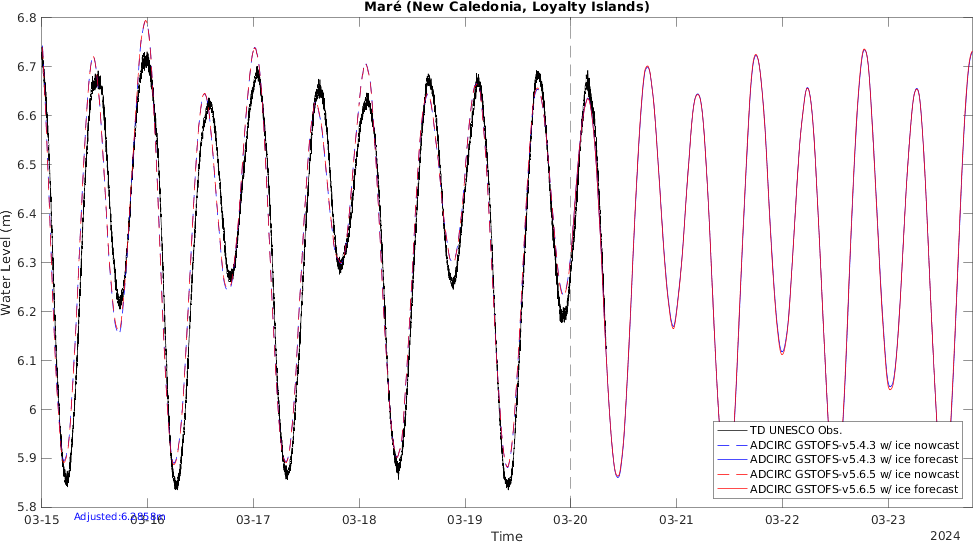 Maré (New Caledonia, Loyalty Islands)
6.8
6.7
6.6
6.5
6.4
6.3
6.2
6.1
6
5.9
5.8
Water Level (m)
TD UNESCO Obs.
ADCIRC GSTOFS-v5.4.3 w/ ice nowcast
ADCIRC GSTOFS-v5.4.3 w/ ice forecast
ADCIRC GSTOFS-v5.6.5 w/ ice nowcast
ADCIRC GSTOFS-v5.6.5 w/ ice forecast
03-15 03-16 03-17 03-18 03-19 03-20 03-21 03-22 03-23
Adjusted:6.2858m
Time
2024